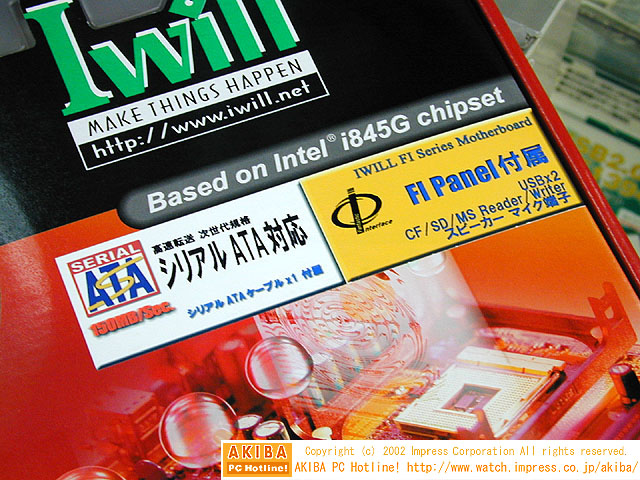 Iwill
MAKE THINGS HAPPEN
http://www.iwill.net
Based on Intel® i845G chipset
IWILL FI Series Motherboard
FI Panel付属
USBx2
CF/SD/MS Reader/Writer
スピーカー マイク端子
Interface
高速転送 次世代規格
シリアルATA対応
SERIAL
ATA
150MB/Sec.
シリアルATAケーブルx1 付属
AKIBA
PC Hotline!
Copyright (c) 2002 Impress Corporation All rights reserved.
AKIBA PC Hotline! http://www.watch.impress.co.jp/akiba/